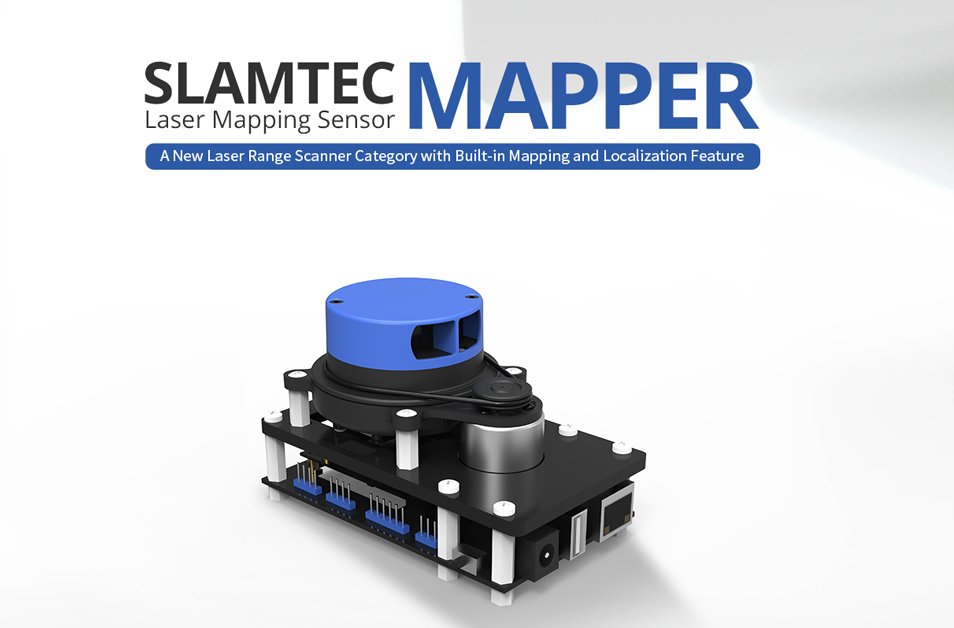 SLAMTEC MAPPER
Laser Mapping Sensor
A New Laser Range Scanner Category with Built-in Mapping and Localization Feature